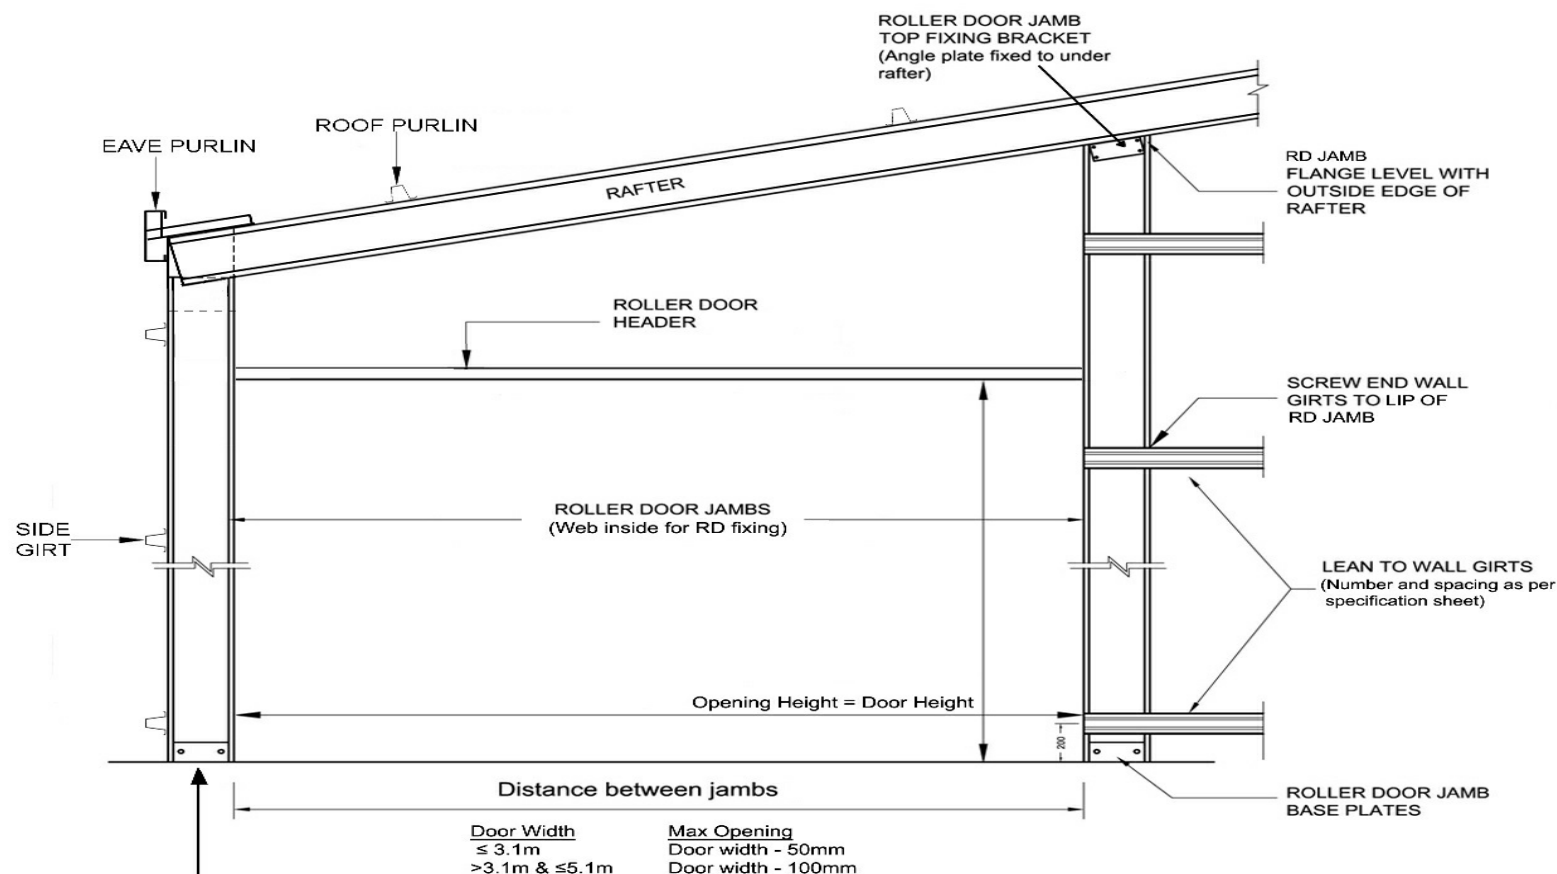 ROLLER DOOR JAMB
TOP FIXING BRACKET
(Angle plate fixed to under
rafter)
ROOF PURLIN
EAVE PURLIN
RAFTER
RD JAMB
FLANGE LEVEL WITH
OUTSIDE EDGE OF
RAFTER
ROLLER DOOR
HEADER
SCREW END WALL
GIRTS TO LIP OF
RD JAMB
ROLLER DOOR JAMBS
(Web inside for RD fixing)
SIDE
GIRT
LEAN TO WALL GIRTS
(Number and spacing as per
specification sheet)
Opening Height = Door Height
200
Distance between jambs
ROLLER DOOR JAMB
BASE PLATES
Door Width Max Opening
≤ 3.1m Door width - 50mm
>3.1m & ≤5.1m Door width - 100mm